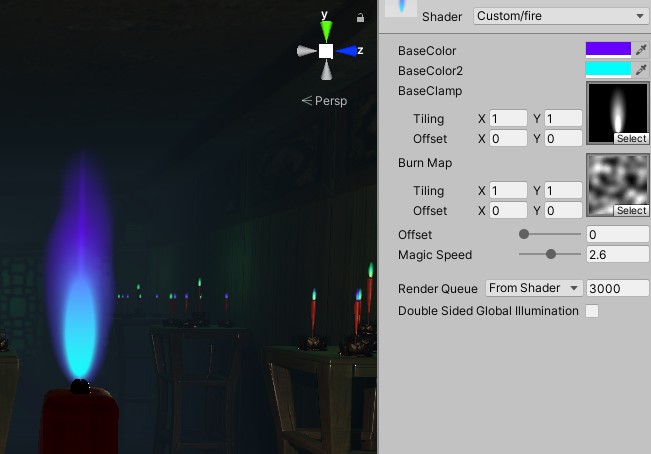 Shader Custom/fire
y
z
Persp
BaseColor
BaseColor2
BaseClamp
Tiling X 1 Y 1
Offset X 0 Y 0
Select
Burn Map
Tiling X 1 Y 1
Offset X 0 Y 0
Select
Offset 0
Magic Speed 2.6
Render Queue From Shader 3000
Double Sided Global Illumination